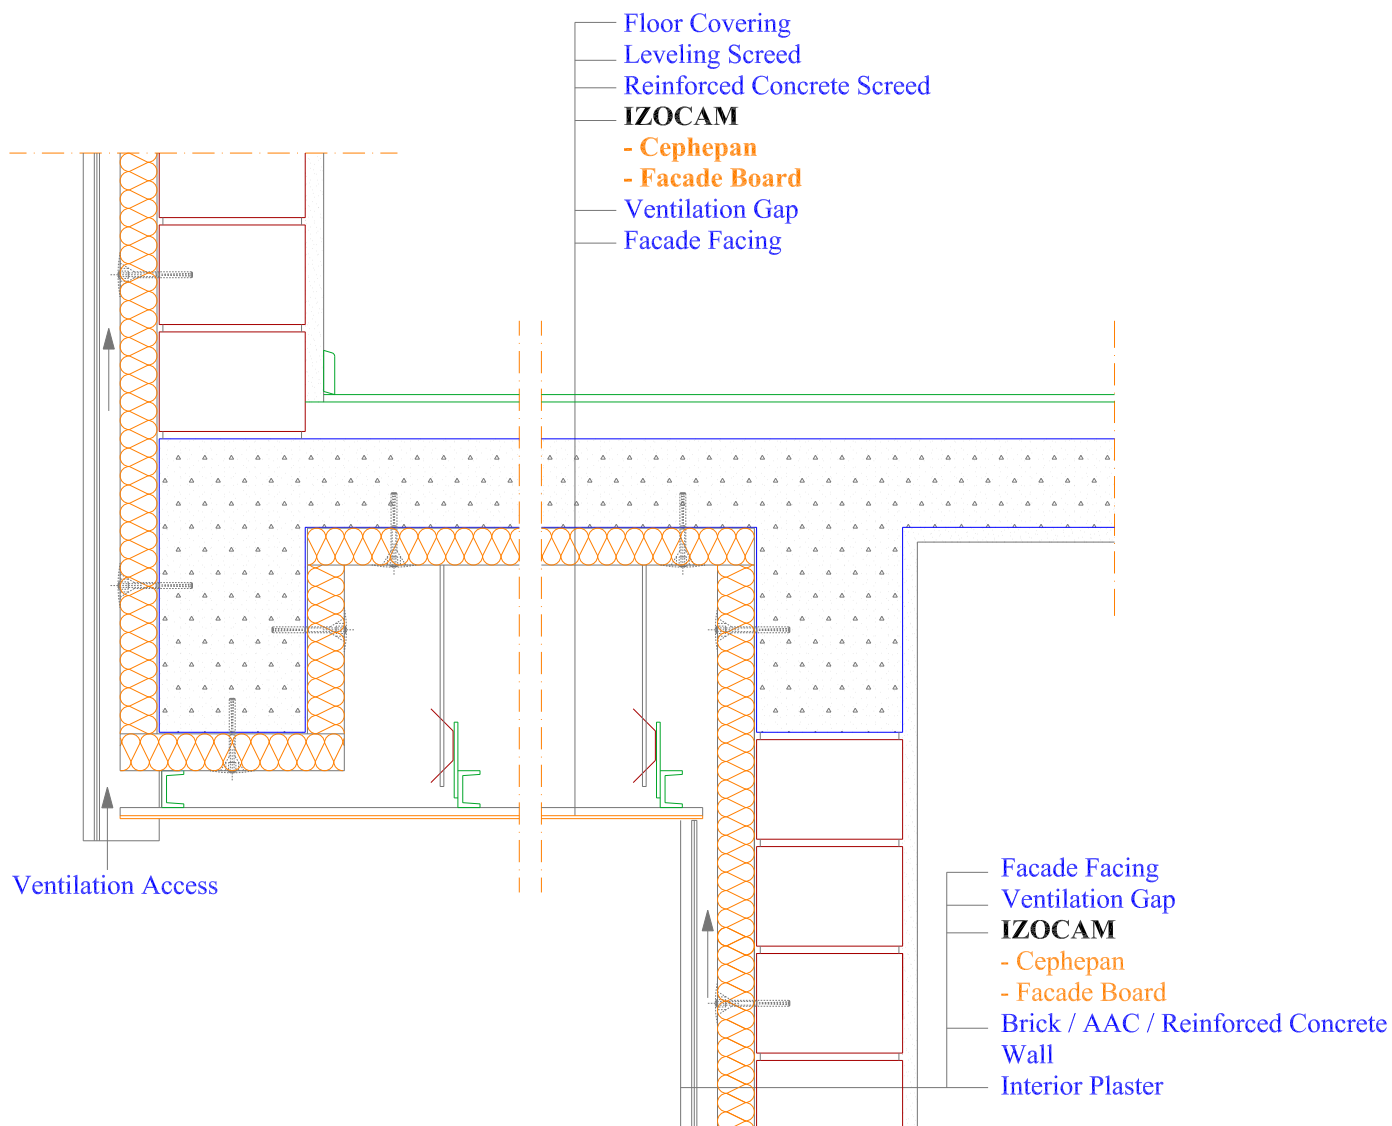 Floor Covering
Leveling Screed
Reinforced Concrete Screed
IZOCAM
- Cephepan
- Facade Board
Ventilation Gap
Facade Facing
Ventilation Access
Facade Facing
Ventilation Gap
IZOCAM
- Cephepan
- Facade Board
Brick / AAC / Reinforced Concrete
Wall
Interior Plaster